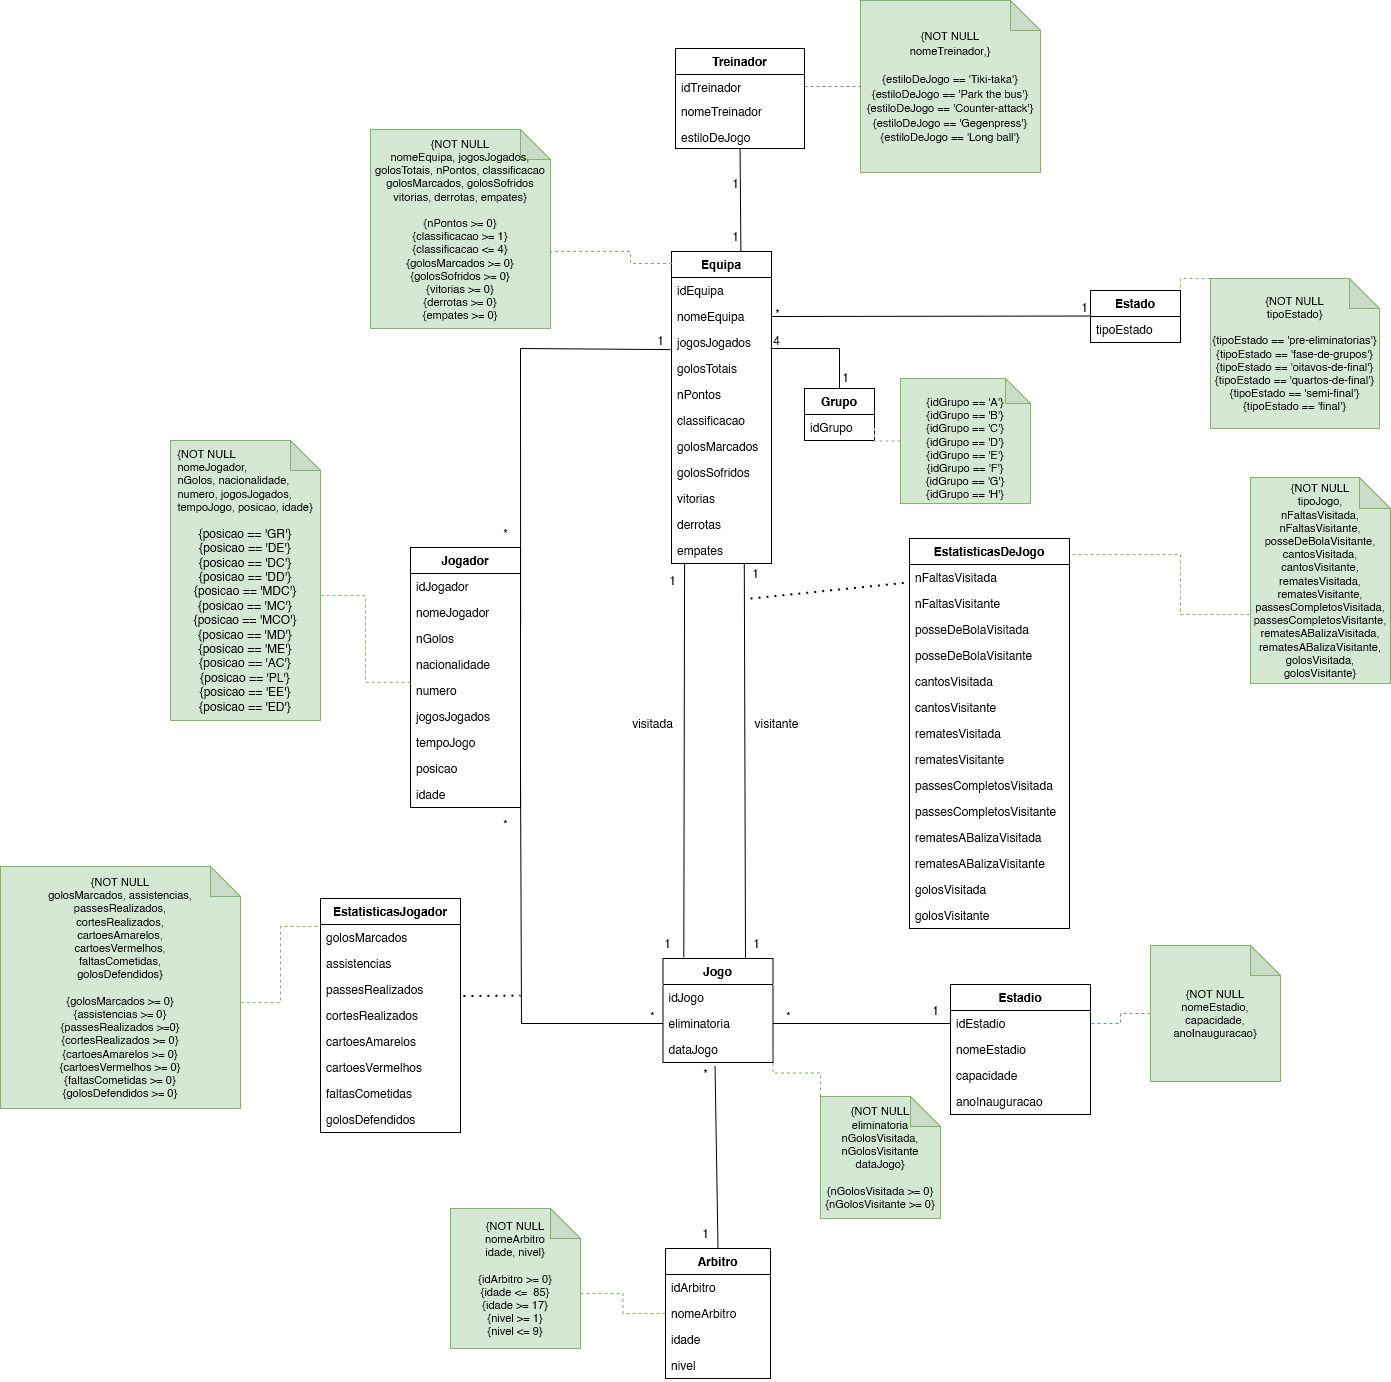 Treinador
idTreinador
nomeTreinador
estiloDeJogo
{NOT NULL
nomeTreinador,}
{estiloDeJogo == 'Tiki-taka'}
{estiloDeJogo == 'Park the bus'}
{estiloDeJogo == 'Counter-attack'}
{estiloDeJogo == 'Gegenpress'}
{estiloDeJogo == 'Long ball'}
1
1
{NOT NULL
nomeEquipa, jogosJogados,
golosTotais, nPontos, classificacao
golosMarcados, golosSofridos
vitorias, derrotas, empates}
{nPontos >= 0}
{classificacao >= 1}
{classificacao <= 4}
{golosMarcados >= 0}
{golosSofridos >= 0}
{vitorias >= 0}
{derrotas >= 0}
{empates >= 0}
Equipa
idEquipa
nomeEquipa
jogosJogados
golosTotais
nPontos
classificacao
golosMarcados
golosSofridos
vitorias
derrotas
empates
*
1
Estado
tipoEstado
{NOT NULL
tipoEstado}
{tipoEstado == 'pre-eliminatorias'}
{tipoEstado == 'fase-de-grupos'}
{tipoEstado == 'oitavos-de-final'}
{tipoEstado == 'quartos-de-final'}
{tipoEstado == 'semi-final'}
{tipoEstado == 'final'}
1
4
1
Grupo
idGrupo
{idGrupo == 'A'}
{idGrupo == 'B'}
{idGrupo == 'C'}
{idGrupo == 'D'}
{idGrupo == 'E'}
{idGrupo == 'F'}
{idGrupo == 'G'}
{idGrupo == 'H'}
{NOT NULL
nomeJogador,
nGolos, nacionalidade,
numero, jogosJogados,
tempoJogo, posicao, idade}
{posicao == 'GR'}
{posicao == 'DE'}
{posicao == 'DC'}
{posicao == 'DD'}
{posicao == 'MDC'}
{posicao == 'MC'}
{posicao == 'MCO'}
{posicao == 'MD'}
{posicao == 'ME'}
{posicao == 'AC'}
{posicao == 'PL'}
{posicao == 'EE'}
{posicao == 'ED'}
*
Jogador
idJogador
nomeJogador
nGolos
nacionalidade
numero
jogosJogados
tempoJogo
posicao
idade
*
1
1
visitada
visitante
1
1
EstatisticasDeJogo
nFaltasVisitada
nFaltasVisitante
posseDeBolaVisitada
posseDeBolaVisitante
cantosVisitada
cantosVisitante
rematesVisitada
rematesVisitante
passesCompletosVisitada
passesCompletosVisitante
rematesABalizaVisitada
rematesABalizaVisitante
golosVisitada
golosVisitante
{NOT NULL
tipoJogo,
nFaltasVisitada,
nFaltasVisitante,
posseDeBolaVisitante,
cantosVisitada,
cantosVisitante,
rematesVisitada,
rematesVisitante,
passesCompletosVisitada,
passesCompletosVisitante,
rematesABalizaVisitada,
rematesABalizaVisitante,
golosVisitada,
golosVisitante}
{NOT NULL
golosMarcados, assistencias,
passesRealizados,
cortesRealizados,
cartoesAmarelos,
cartoesVermelhos,
faltasCometidas,
golosDefendidos}
{golosMarcados >= 0}
{assistencias >= 0}
{passesRealizados >=0}
{cortesRealizados >= 0}
{cartoesAmarelos >= 0}
{cartoesVermelhos >= 0}
{faltasCometidas >= 0}
{golosDefendidos >= 0}
EstatisticasJogador
golosMarcados
assistencias
passesRealizados
cortesRealizados
cartoesAmarelos
cartoesVermelhos
faltasCometidas
golosDefendidos
*
Jogo
idJogo
eliminatoria
dataJogo
*
1
Estadio
idEstadio
nomeEstadio
capacidade
anoInauguracao
{NOT NULL
nomeEstadio,
capacidade,
anoInauguracao}
{NOT NULL
eliminatoria
nGolosVisitada,
nGolosVisitante
dataJogo}
{nGolosVisitada >= 0}
{nGolosVisitante >= 0}
*
1
{NOT NULL
nomeArbitro
idade, nivel}
{idArbitro >= 0}
{idade <= 85}
{idade >= 17}
{nivel >= 1}
{nivel <= 9}
Arbitro
idArbitro
nomeArbitro
idade
nivel